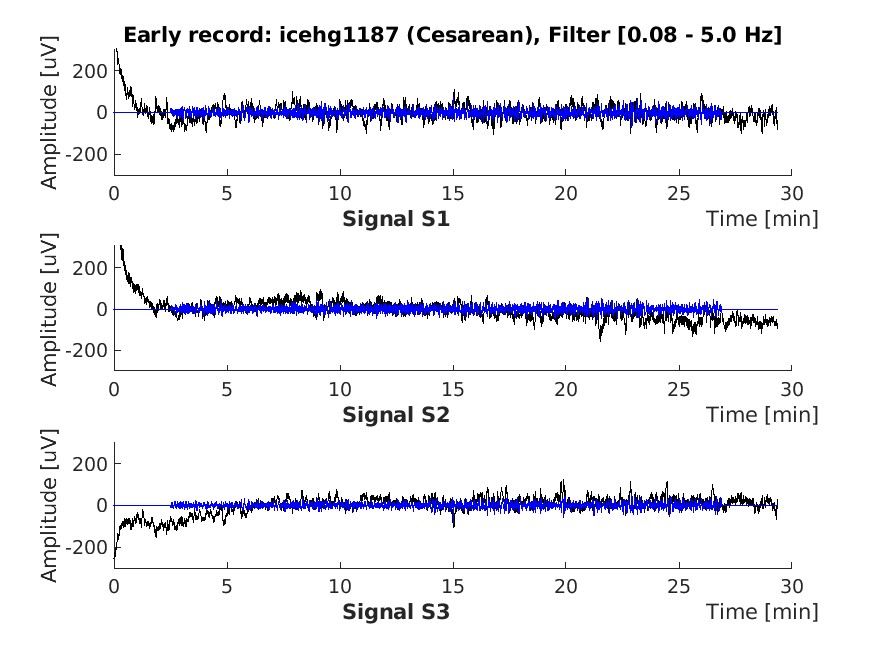 Early record: icehg1187 (Cesarean), Filter [0.08 - 5.0 Hz]
Amplitude [uV]
200
0
-200
0 5 10 15 20 25 30
Signal S1 Time [min]
Amplitude [uV]
200
0
-200
0 5 10 15 20 25 30
Signal S2 Time [min]
Amplitude [uV]
200
0
-200
0 5 10 15 20 25 30
Signal S3 Time [min]